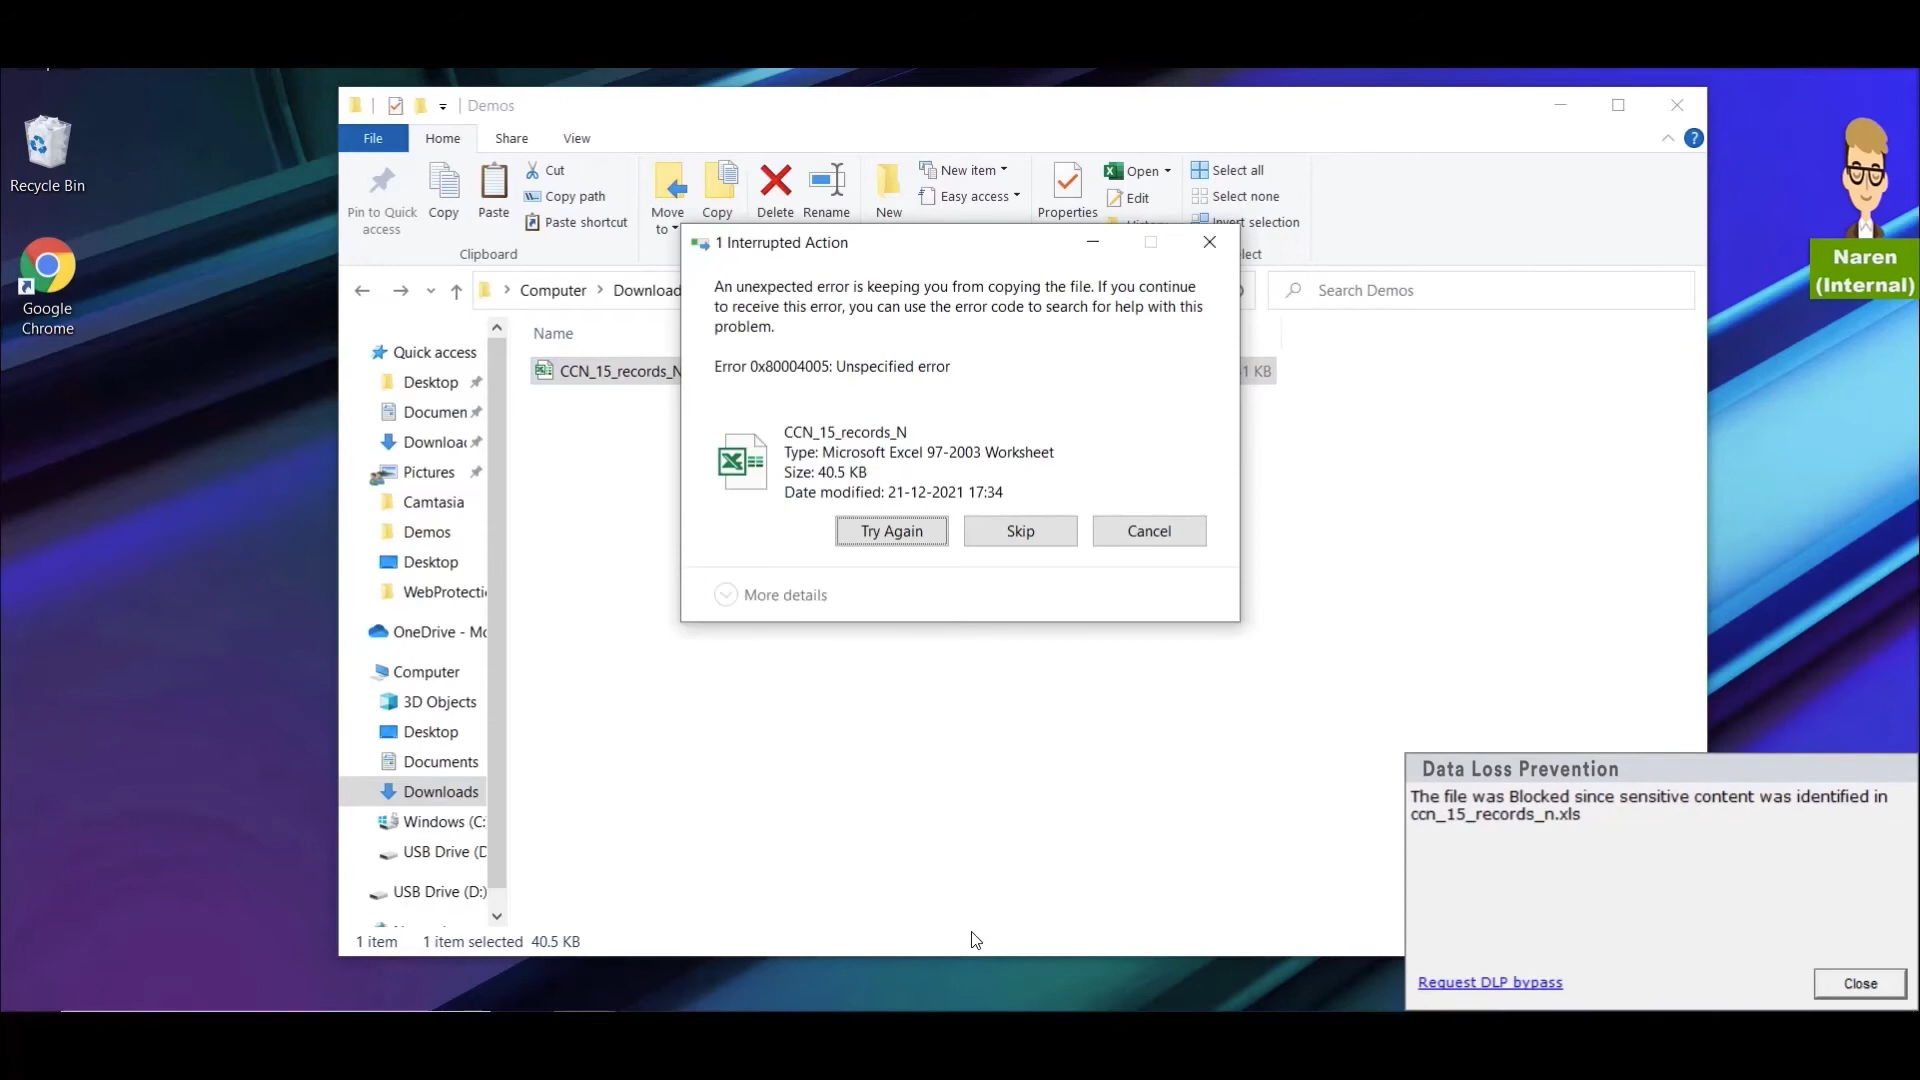 Demos
File
Home
Share
View
Recycle Bin
Google
Chrome
Pin to Quick
access
Copy
Paste
Cut
Copy path
Paste shortcut
Clipboard
Move
to
Copy
Delete
Rename
New
New item
Easy access
Properties
Open
Edit
Select all
Select none
Invert selection
Naren
(Internal)
Computer
Search Demos
Name
CCN_15_records_N
KB
Quick access
Desktop
Pictures
Camtasia
Demos
Desktop
Computer
3D Objects
Desktop
Documents
Downloads
Windows (C:
USB Drive (D
USB Drive (D:)
1 item
1 item selected
40.5 KB
1 Interrupted Action
An unexpected error is keeping you from copying the file. If you continue
to receive this error, you can use the error code to search for help with this
problem.
Error 0x80004005: Unspecified error
CCN_15_records_N
Type: Microsoft Excel 97-2003 Worksheet
Size: 40.5 KB
Date modified: 21-12-2021 17:34
Try Again
Skip
Cancel
More details
Data Loss Prevention
The file was Blocked since sensitive content was identified in
ccn_15_records_n.xls
Request DLP bypass
Close